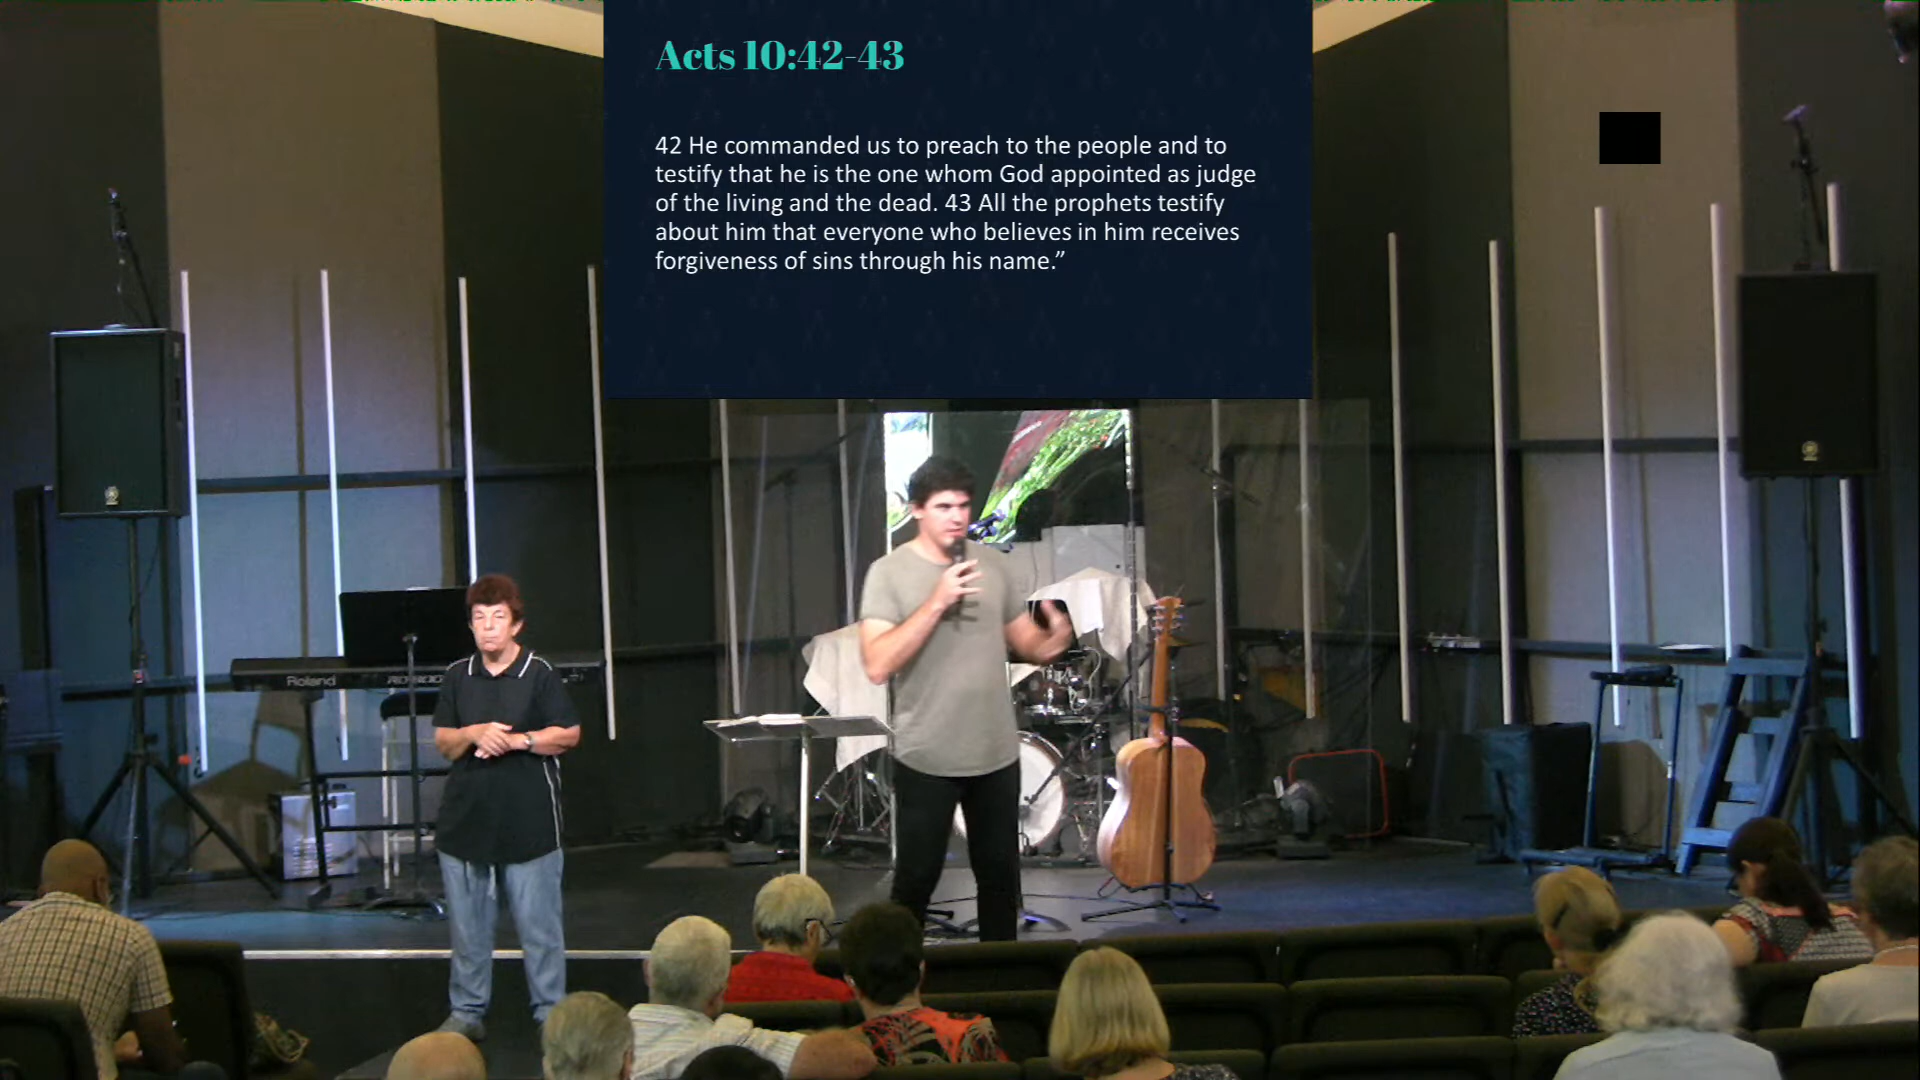 Acts 10:42-43
42 He commanded us to preach to the people and to
testify that he is the one whom God appointed as judge
of the living and the dead. 43 All the prophets testify
about him that everyone who believes in him receives
forgiveness of sins through his name.”
Roland